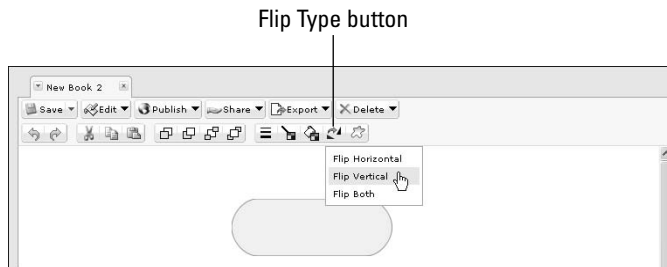 Flip Type button
New Book 2
Save Edit Publish Share Export Delete
Flip Horizontal
Flip Vertical
Flip Both